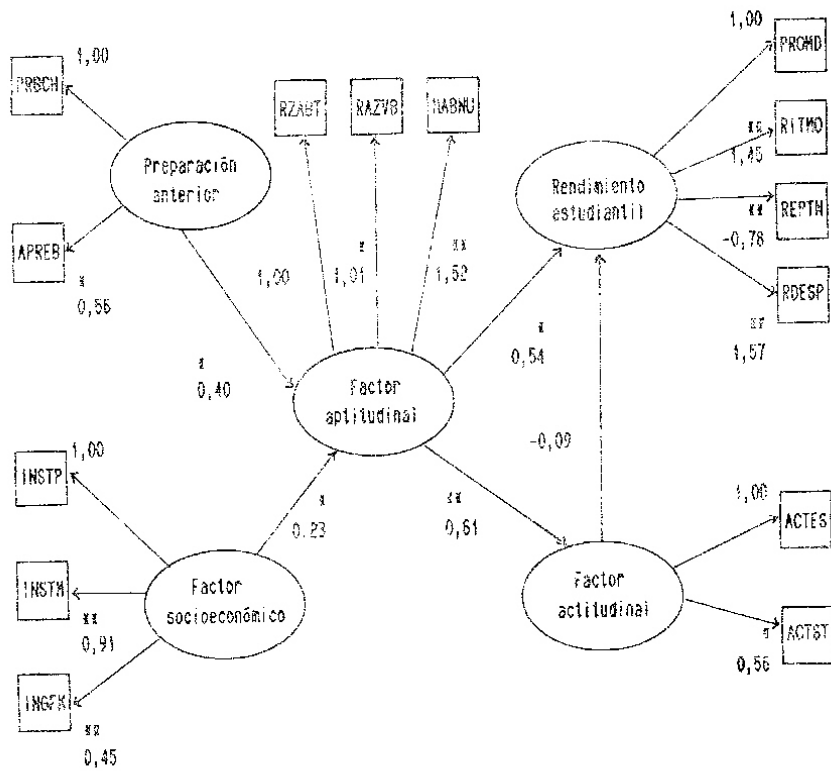 1,00
PRBCH
Preparación
anterior
APREB
*
0,56
RZABT
RAZVB
HABNU
1,00
*
1,01
**
1,52
*
0,40
Factor
aptitudinal
1,00
PROMD
RITMO
**
1,45
Rendimiento
estudiantil
REPTN
**
-0,78
RDESP
**
1,57
*
0,54
-0,09
INSTP
1,00
INSTM
**
0,91
Factor
socioeconómico
*
0,23
**
0,45
**
0,61
1,00
ACTES
Factor
actitudinal
ACTST
*
0,56